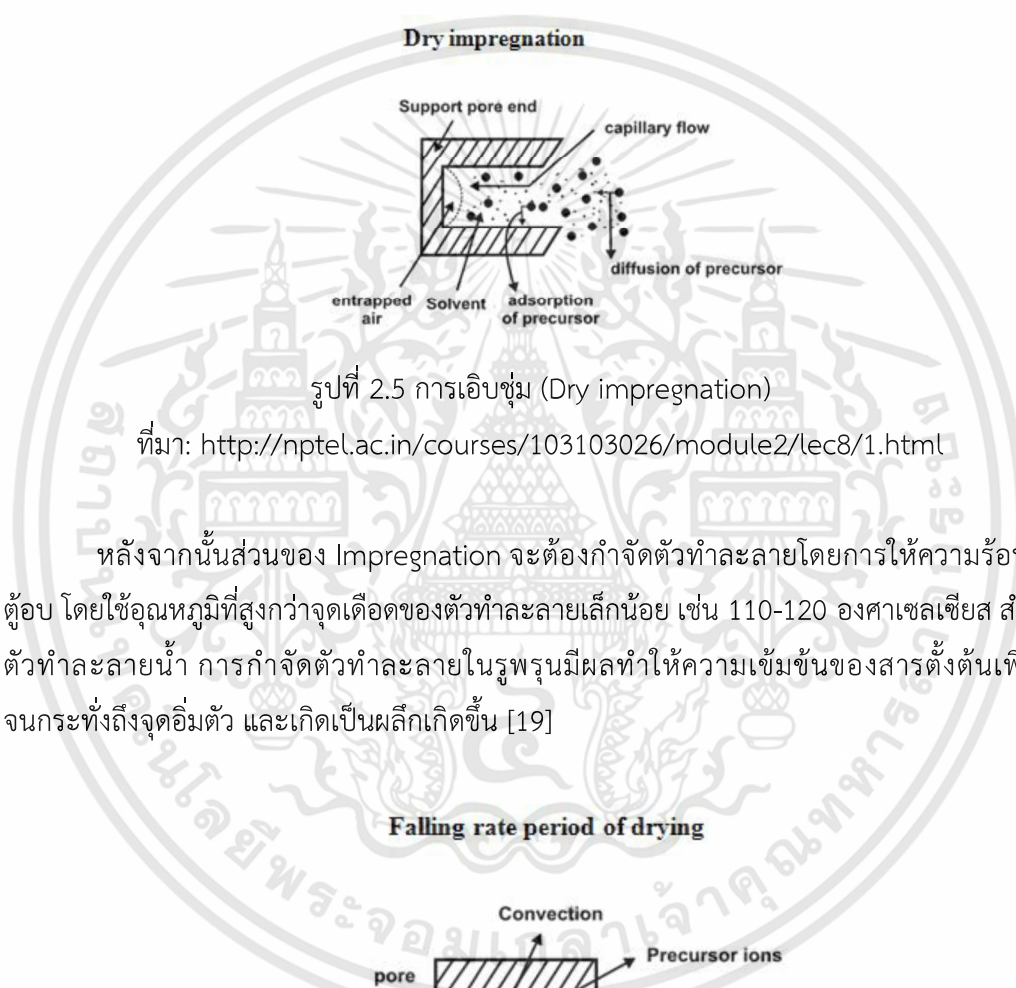 Dry impregnation
Support pore end
capillary flow
diffusion of precursor
entrapped air
Solvent
adsorption of precursor
รูปที่ 2.5 การเอิบชุ่ม (Dry impregnation)
ที่มา: http://nptel.ac.in/courses/103103026/module2/lec8/1.html
หลังจากนั้นส่วนของ Impregnation จะต้องกำจัดตัวทำละลายโดยการให้ความร้อน
ตู้อบ โดยใช้อุณหภูมิที่สูงกว่าจุดเดือดของตัวทำละลายเล็กน้อย เช่น 110-120 องศาเซลเซียส
ตัวทำละลายน้ำ การกำจัดตัวทำละลายในรูพรุนมีผลทำให้ความเข้มข้นของสารตั้งต้น
จนกระทั่งถึงจุดอิ่มตัว และเกิดเป็นผลึกเกิดขึ้น [19]
Falling rate period of drying
Convection
Precursor ions
pore